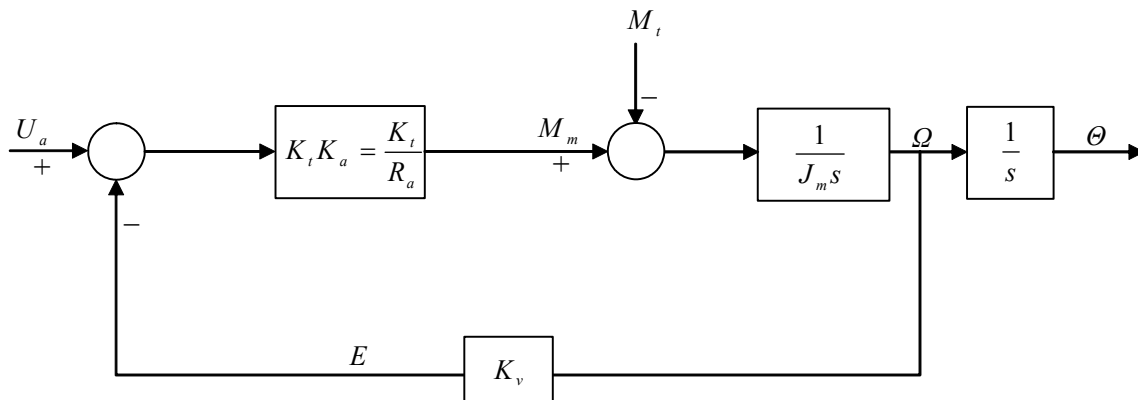 M_t
−
U_a
+
K_t K_a = K_t / R_a
M_m
+
1 / J_m s
Ω
1 / s
Θ
−
E
K_v